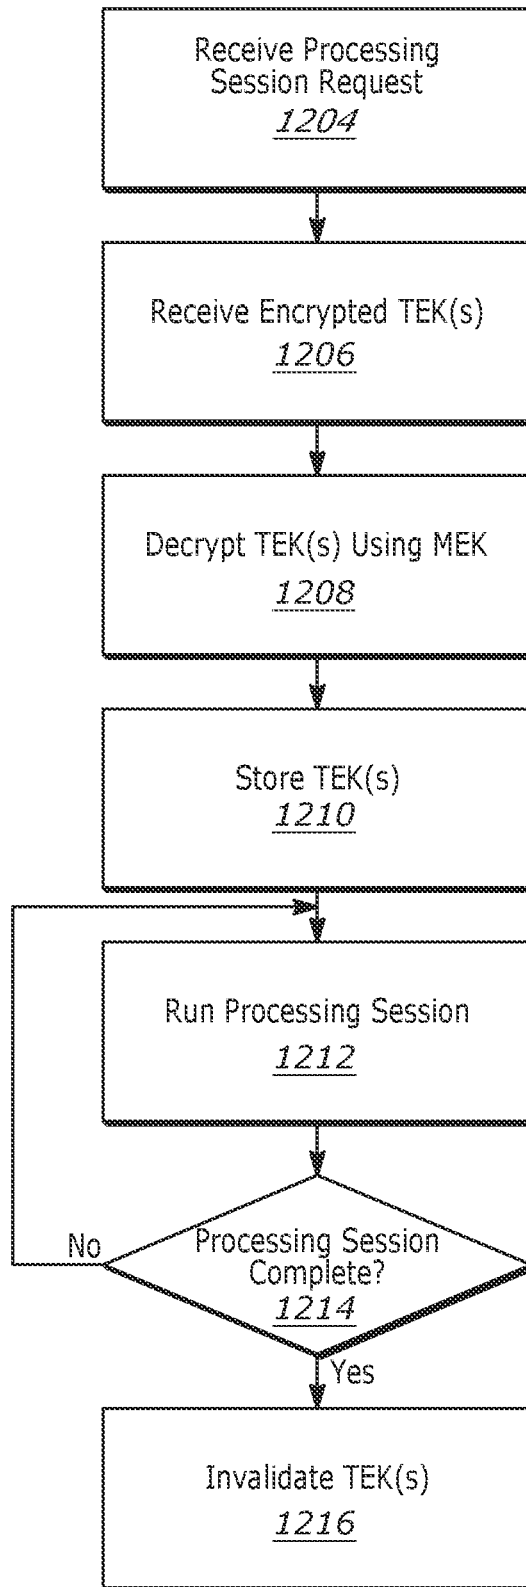 Receive Processing
Session Request
1204
Receive Encrypted TEK(s)
1206
Decrypt TEK(s) Using MEK
1208
Store TEK(s)
1210
Run Processing Session
1212
Processing Session
Complete?
1214
No
Yes
Invalidate TEK(s)
1216